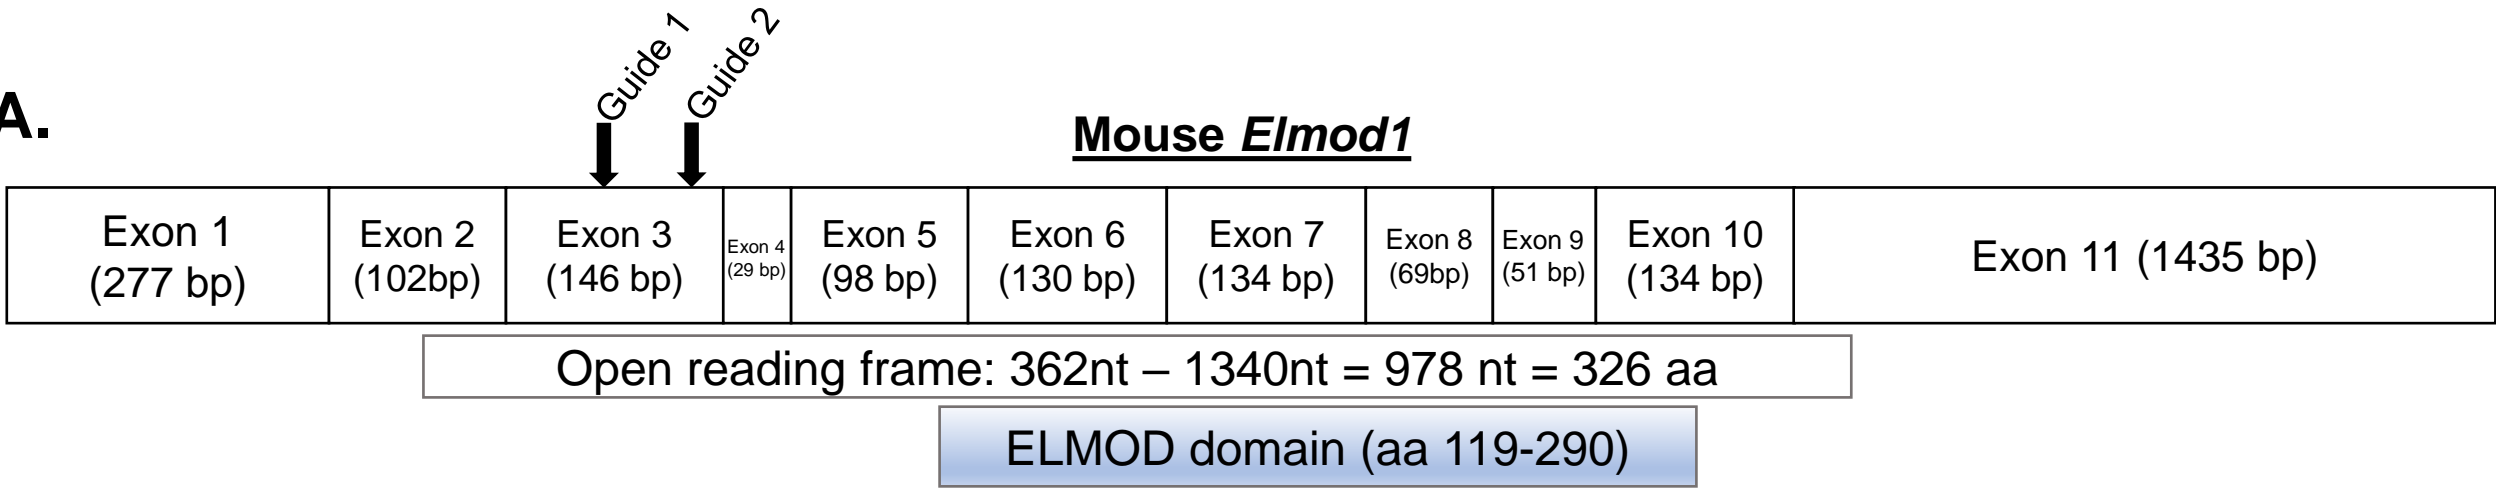 Guide 1
Guide 2
A.
Mouse Elmod1
Exon 1
(277 bp)
Exon 2
(102bp)
Exon 3
(146 bp)
Exon 4
(29 bp)
Exon 5
(98 bp)
Exon 6
(130 bp)
Exon 7
(134 bp)
Exon 8
(69bp)
Exon 9
(51 bp)
Exon 10
(134 bp)
Exon 11 (1435 bp)
Open reading frame: 362nt – 1340nt = 978 nt = 326 aa
ELMOD domain (aa 119-290)